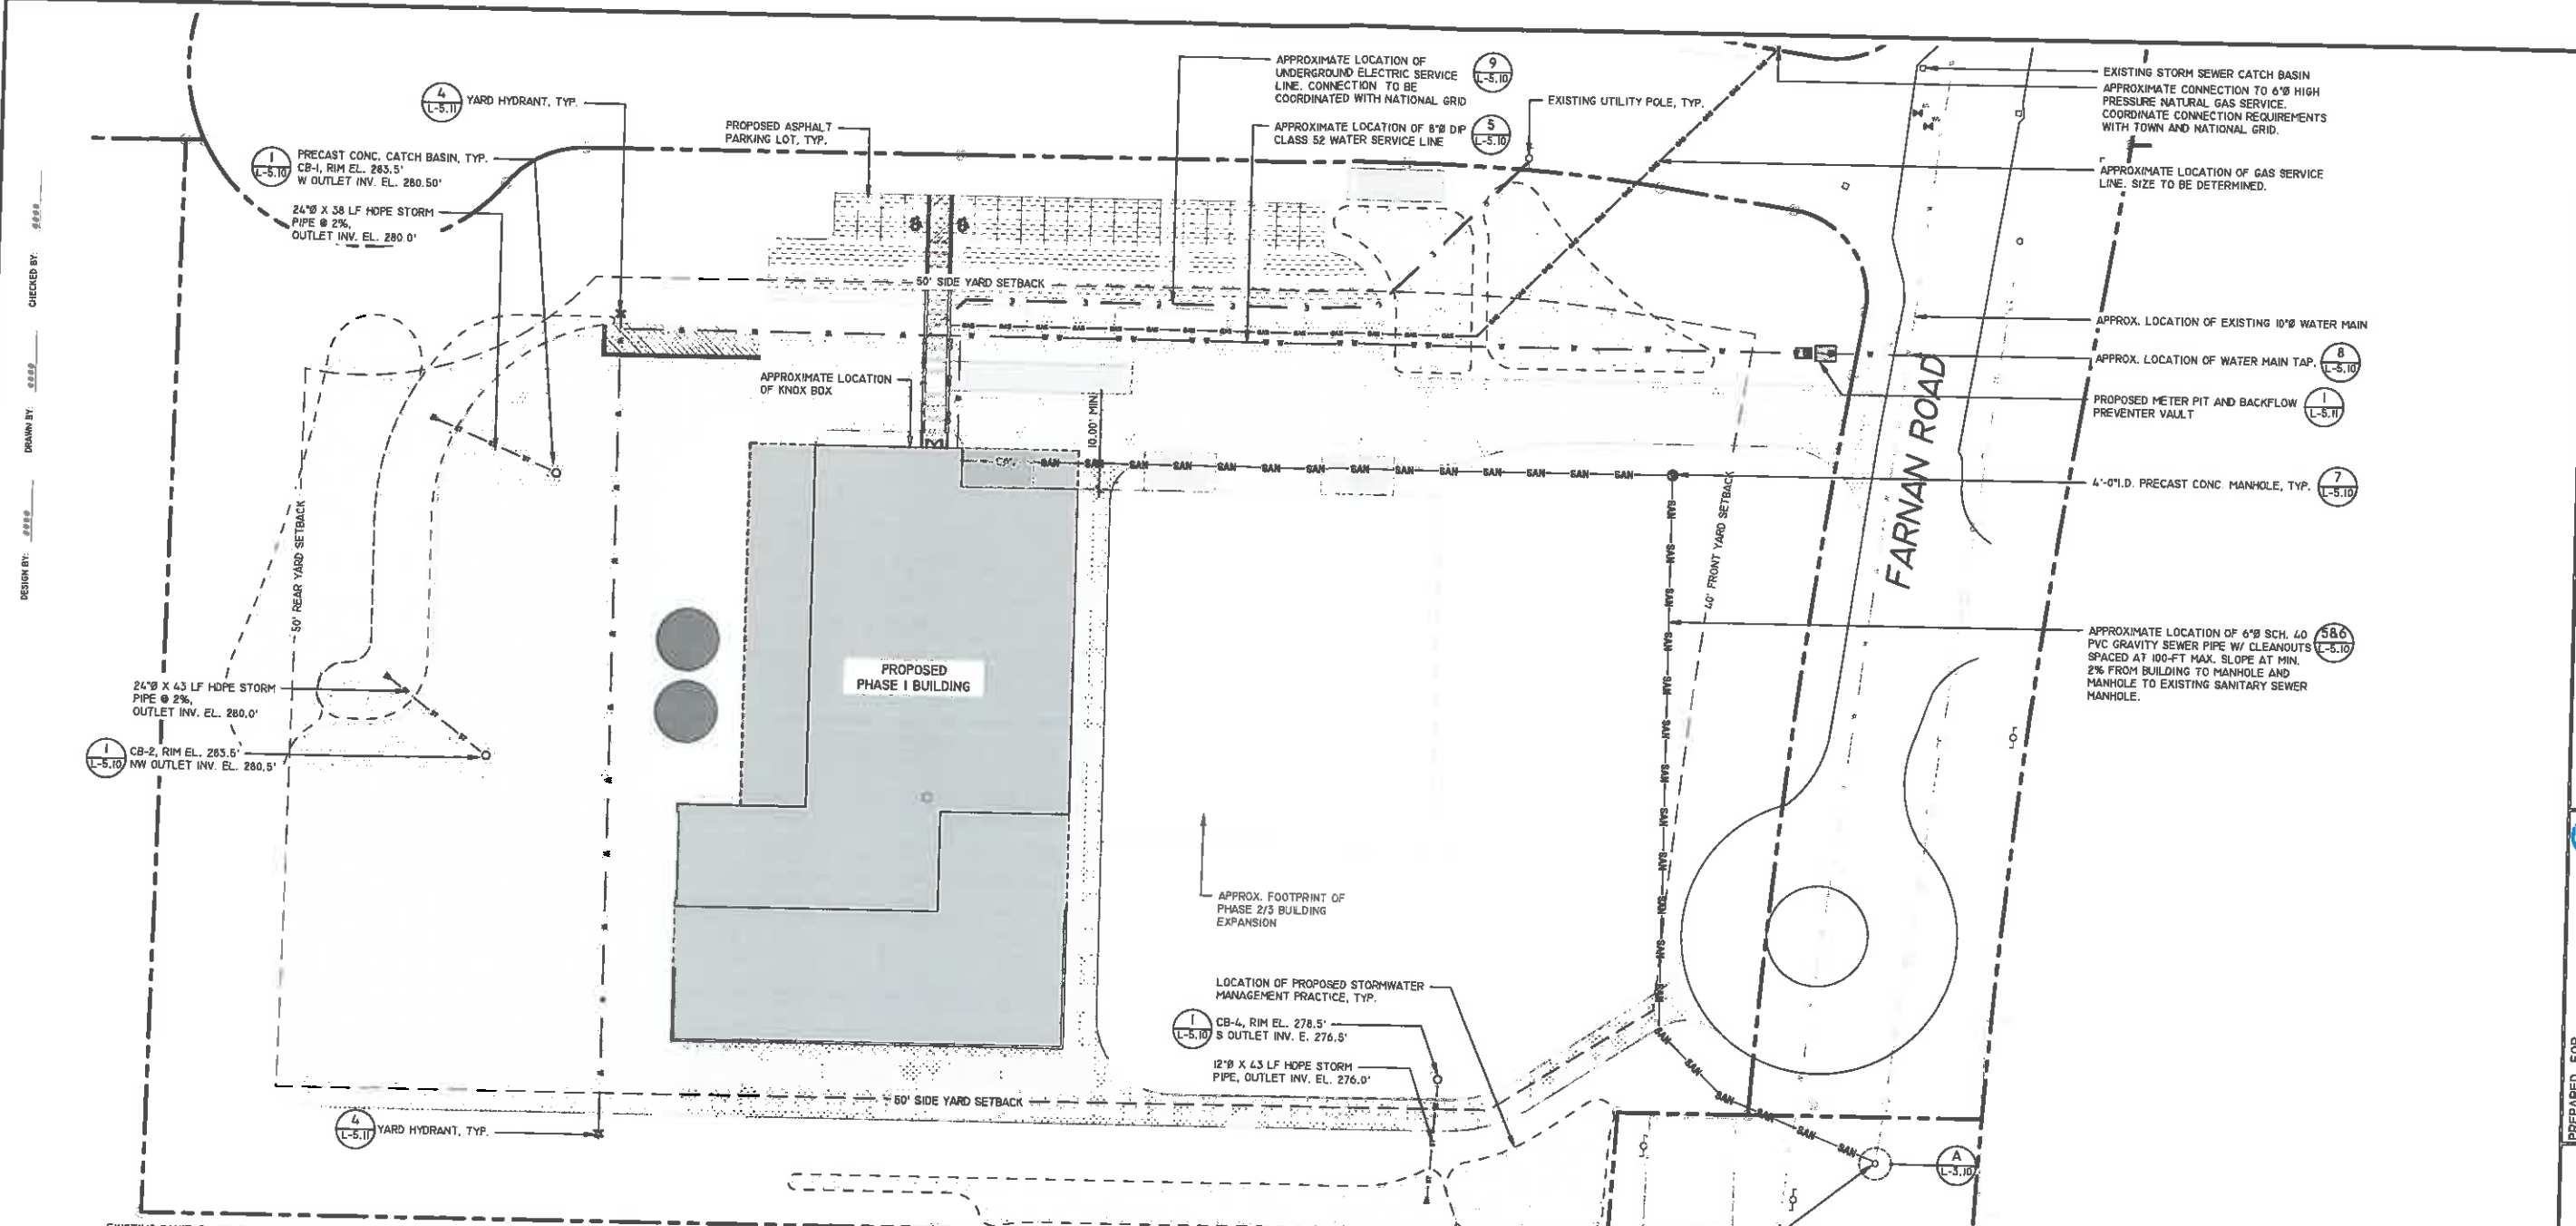 4
L-5.11
YARD HYDRANT, TYP.
1
L-5.10
PRECAST CONC. CATCH BASIN, TYP.
CB-1, RIM EL. 283.5'
W OUTLET INV. EL. 280.50'
24"Ø X 38 LF HDPE STORM
PIPE @ 2%,
OUTLET INV. EL. 280.0'
PROPOSED ASPHALT
PARKING LOT, TYP.
APPROXIMATE LOCATION OF
UNDERGROUND ELECTRIC SERVICE
LINE. CONNECTION TO BE
COORDINATED WITH NATIONAL GRID
9
L-5.10
APPROXIMATE LOCATION OF 8"Ø DIP
CLASS 52 WATER SERVICE LINE
5
L-5.10
EXISTING UTILITY POLE, TYP.
EXISTING STORM SEWER CATCH BASIN
APPROXIMATE CONNECTION TO 6"Ø HIGH
PRESSURE NATURAL GAS SERVICE.
COORDINATE CONNECTION REQUIREMENTS
WITH TOWN AND NATIONAL GRID.
APPROXIMATE LOCATION OF GAS SERVICE
LINE. SIZE TO BE DETERMINED.
50' SIDE YARD SETBACK
APPROX. LOCATION OF EXISTING 10"Ø WATER MAIN
APPROX. LOCATION OF WATER MAIN TAP.
8
L-5.10
PROPOSED METER PIT AND BACKFLOW
PREVENTER VAULT
1
L-5.11
APPROXIMATE LOCATION
OF KNOX BOX
10.00' MIN.
FARNAN ROAD
4'-0"I.D. PRECAST CONC. MANHOLE, TYP.
7
L-5.10
40' FRONT YARD SETBACK
50' REAR YARD SETBACK
APPROXIMATE LOCATION OF 6"Ø SCH. 40
PVC GRAVITY SEWER PIPE W/ CLEANOUTS
SPACED AT 100-FT MAX. SLOPE AT MIN.
2% FROM BUILDING TO MANHOLE AND
MANHOLE TO EXISTING SANITARY SEWER
MANHOLE.
5&6
L-5.10
PROPOSED
PHASE I BUILDING
24"Ø X 43 LF HDPE STORM
PIPE @ 2%,
OUTLET INV. EL. 280.0'
1
L-5.10
CB-2, RIM EL. 283.5'
NW OUTLET INV. EL. 280.5'
APPROX. FOOTPRINT OF
PHASE 2/3 BUILDING
EXPANSION
LOCATION OF PROPOSED STORMWATER
MANAGEMENT PRACTICE, TYP.
1
L-5.10
CB-4, RIM EL. 278.5'
S OUTLET INV. E. 276.5'
12"Ø X 43 LF HDPE STORM
PIPE, OUTLET INV. EL. 276.0'
50' SIDE YARD SETBACK
4
L-5.11
YARD HYDRANT, TYP.
A
L-3.10
DESIGN BY:
DRAWN BY:
CHECKED BY:
PREPARED FOR